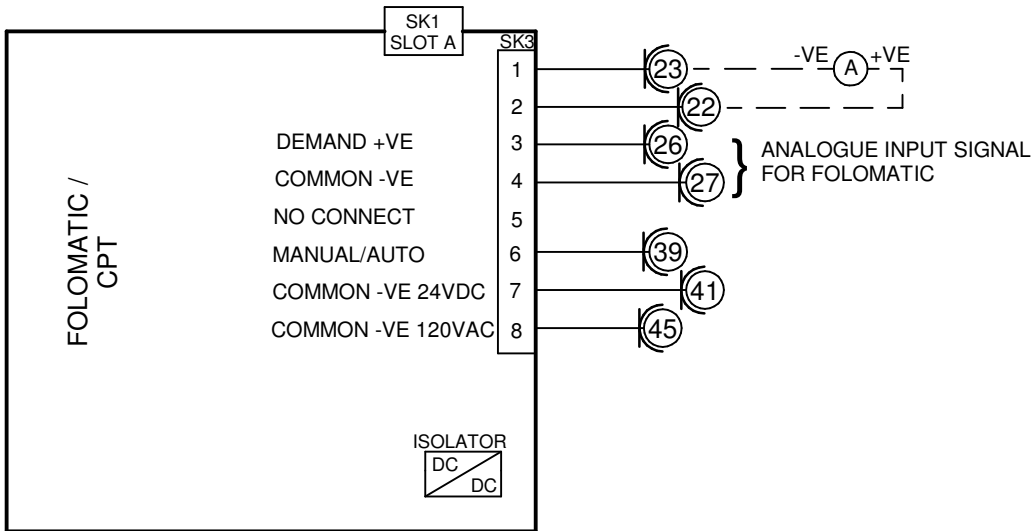 SK1
SLOT A
SK3
1
23
-VE
A
+VE
2
22
DEMAND +VE
3
26
ANALOGUE INPUT SIGNAL
FOR FOLOMATIC
COMMON -VE
4
27
NO CONNECT
5
MANUAL/AUTO
6
39
COMMON -VE 24VDC
7
41
COMMON -VE 120VAC
8
45
FOLOMATIC /
CPT
ISOLATOR
DC
DC